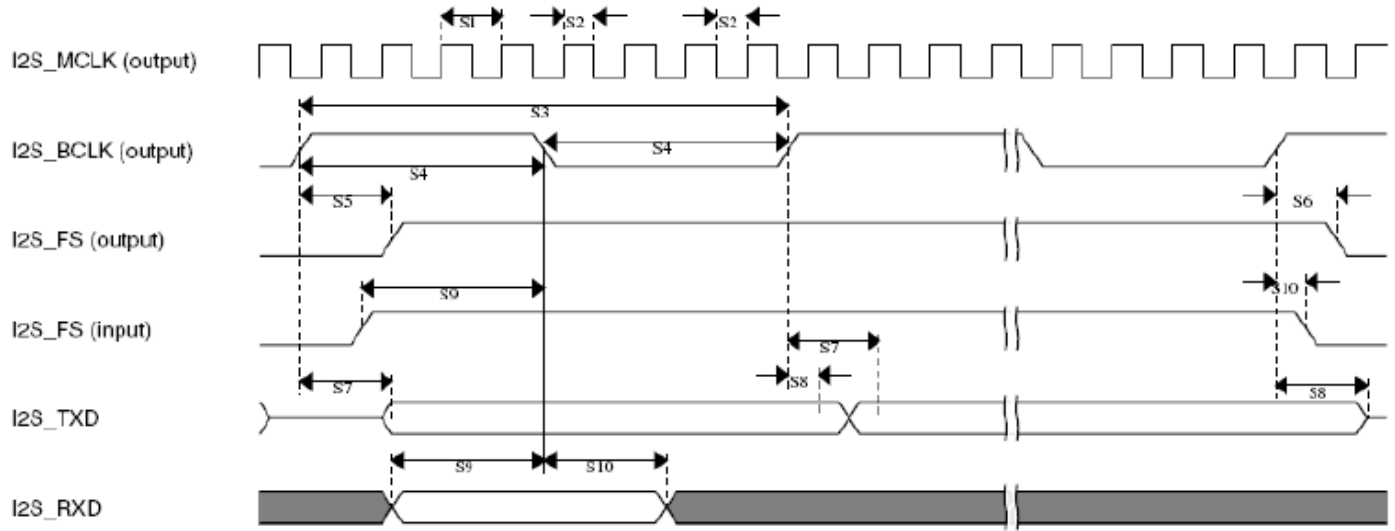 S1 S2 S2
I2S_MCLK (output)
S3
I2S_BCLK (output)
S4
S4
S5 S6
I2S_FS (output)
S9 S10
I2S_FS (input)
S7
S7 S8 S8
I2S_TXD
S9 S10
I2S_RXD